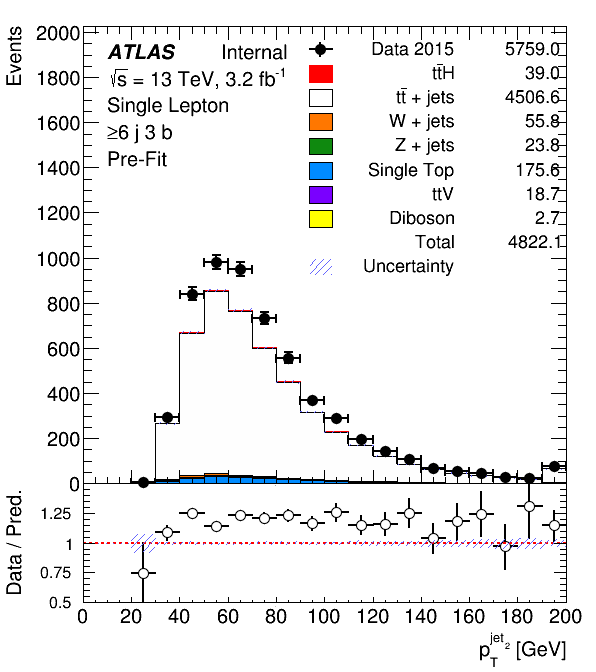 Events
2000
1800
1600
1400
1200
1000
800
600
400
200
0
ATLAS Internal
√s = 13 TeV, 3.2 fb⁻¹
Single Lepton
≥6 j 3 b
Pre-Fit
Data 2015 5759.0
tt̄H 39.0
tt̄ + jets 4506.6
W + jets 55.8
Z + jets 23.8
Single Top 175.6
ttV 18.7
Diboson 2.7
Total 4822.1
Uncertainty
Data / Pred.
1.25
1
0.75
0.5
0 20 40 60 80 100 120 140 160 180 200
p_T^{jet_2} [GeV]